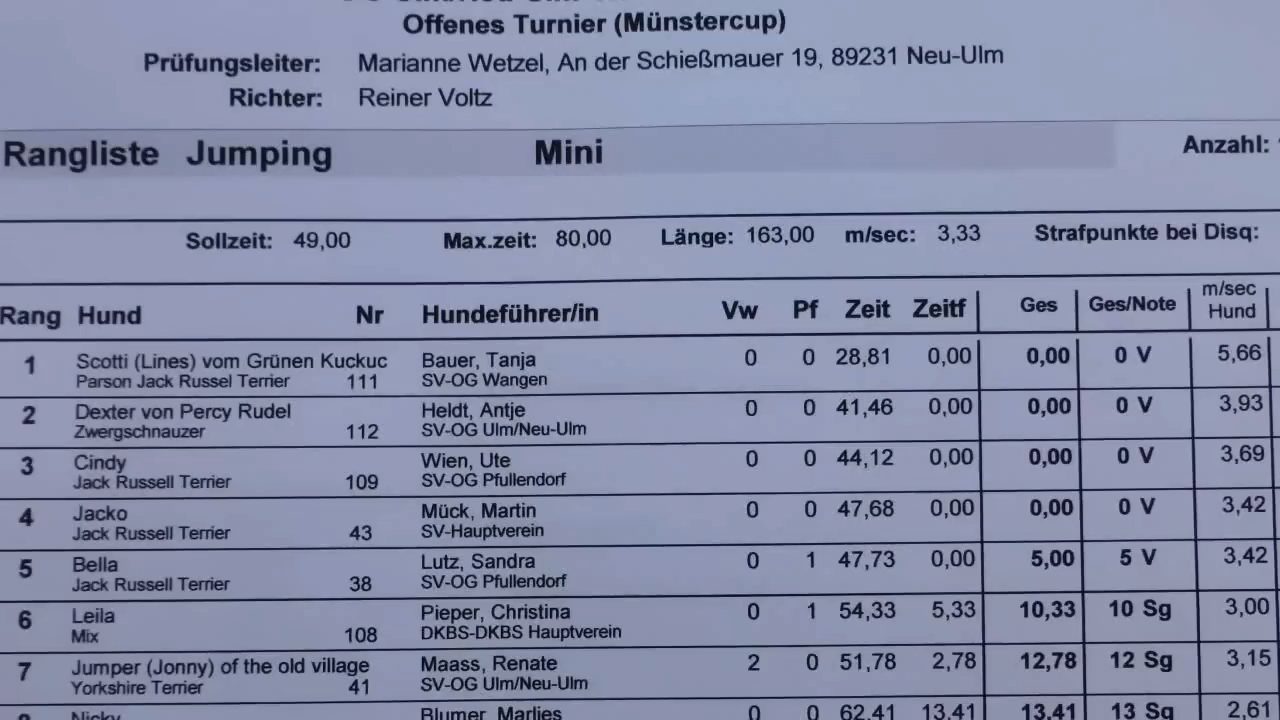 Offenes Turnier (Münstercup)
Prüfungsleiter: Marianne Wetzel, An der Schießmauer 19, 89231 Neu-Ulm
Richter: Reiner Voltz
Rangliste Jumping Mini Anzahl:
Sollzeit: 49,00 Max.zeit: 80,00 Länge: 163,00 m/sec: 3,33 Strafpunkte bei Disq:
Rang Hund Nr Hundeführer/in Vw Pf Zeit Zeitf Ges Ges/Note m/sec Hund
1 Scotti (Lines) vom Grünen Kuckuc Bauer, Tanja 0 0 28,81 0,00 0,00 0 V 5,66
Parson Jack Russel Terrier 111 SV-OG Wangen
2 Dexter von Percy Rudel Heldt, Antje 0 0 41,46 0,00 0,00 0 V 3,93
Zwergschnauzer 112 SV-OG Ulm/Neu-Ulm
3 Cindy Wien, Ute 0 0 44,12 0,00 0,00 0 V 3,69
Jack Russell Terrier 109 SV-OG Pfullendorf
4 Jacko Mück, Martin 0 0 47,68 0,00 0,00 0 V 3,42
Jack Russell Terrier 43 SV-Hauptverein
5 Bella Lutz, Sandra 0 1 47,73 0,00 5,00 5 V 3,42
Jack Russell Terrier 38 SV-OG Pfullendorf
6 Leila Pieper, Christina 0 1 54,33 5,33 10,33 10 Sg 3,00
Mix 108 DKBS-DKBS Hauptverein
7 Jumper (Jonny) of the old village Maass, Renate 2 0 51,78 2,78 12,78 12 Sg 3,15
Yorkshire Terrier 41 SV-OG Ulm/Neu-Ulm
Nicky Blumer, Marlies 0 0 62,41 13,41 13,41 13 Sg 2,61